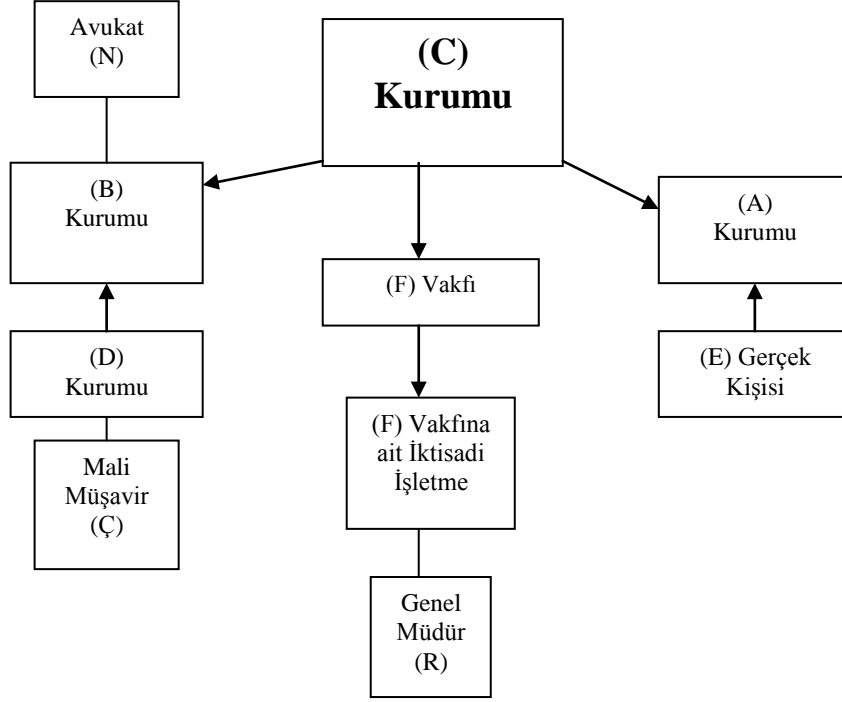 Avukat
(N)
(C)
Kurumu
(B)
Kurumu
(A)
Kurumu
(F) Vakfı
(D)
Kurumu
(E) Gerçek
Kişisi
(F) Vakfına
ait İktisadi
İşletme
Mali
Müşavir
(Ç)
Genel
Müdür
(R)